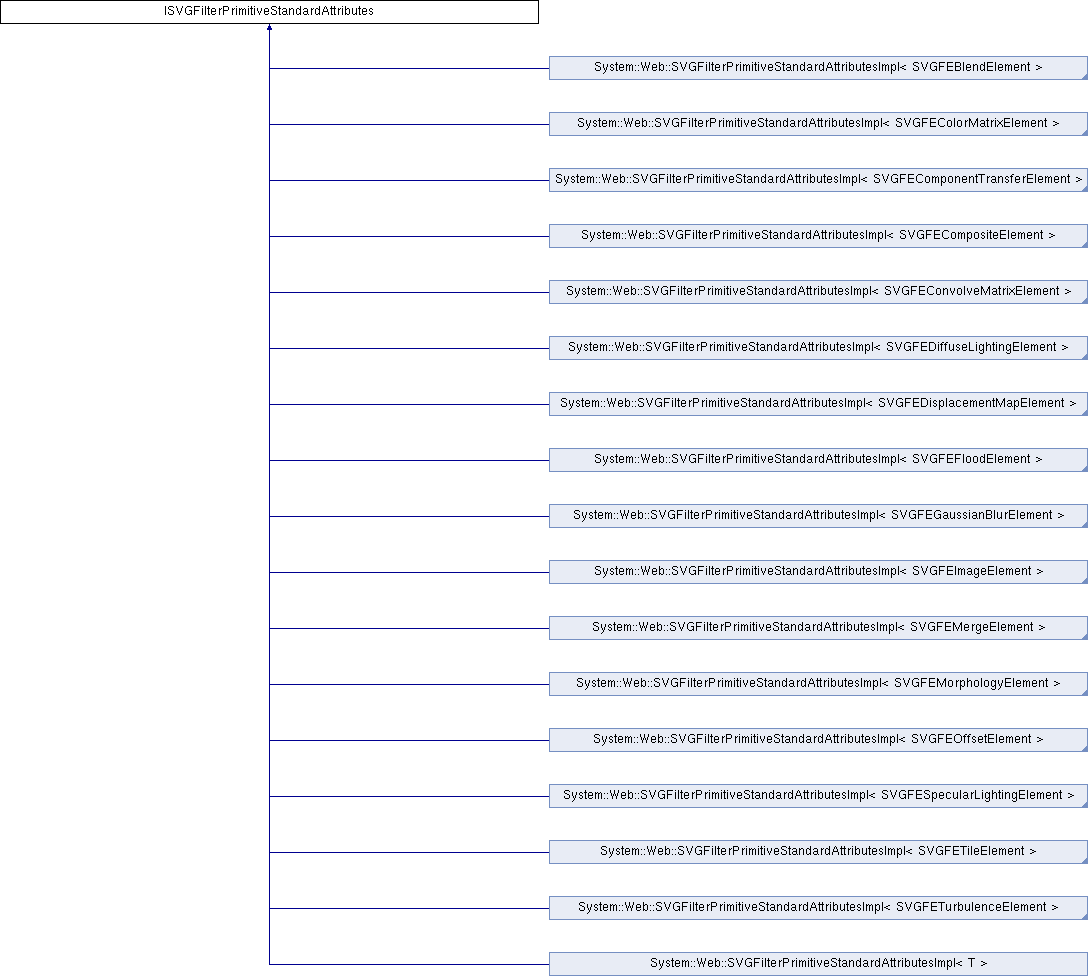 ISVGFilterPrimitiveStandardAttributes
System::Web::SVGFilterPrimitiveStandardAttributesImpl< SVGFEBlendElement >
System::Web::SVGFilterPrimitiveStandardAttributesImpl< SVGFEColorMatrixElement >
System::Web::SVGFilterPrimitiveStandardAttributesImpl< SVGFEComponentTransferElement >
System::Web::SVGFilterPrimitiveStandardAttributesImpl< SVGFECompositeElement >
System::Web::SVGFilterPrimitiveStandardAttributesImpl< SVGFEConvolveMatrixElement >
System::Web::SVGFilterPrimitiveStandardAttributesImpl< SVGFEDiffuseLightingElement >
System::Web::SVGFilterPrimitiveStandardAttributesImpl< SVGFEDisplacementMapElement >
System::Web::SVGFilterPrimitiveStandardAttributesImpl< SVGFEFloodElement >
System::Web::SVGFilterPrimitiveStandardAttributesImpl< SVGFEGaussianBlurElement >
System::Web::SVGFilterPrimitiveStandardAttributesImpl< SVGFEImageElement >
System::Web::SVGFilterPrimitiveStandardAttributesImpl< SVGFEMergeElement >
System::Web::SVGFilterPrimitiveStandardAttributesImpl< SVGFEMorphologyElement >
System::Web::SVGFilterPrimitiveStandardAttributesImpl< SVGFEOffsetElement >
System::Web::SVGFilterPrimitiveStandardAttributesImpl< SVGFESpecularLightingElement >
System::Web::SVGFilterPrimitiveStandardAttributesImpl< SVGFETileElement >
System::Web::SVGFilterPrimitiveStandardAttributesImpl< SVGFETurbulenceElement >
System::Web::SVGFilterPrimitiveStandardAttributesImpl< T >